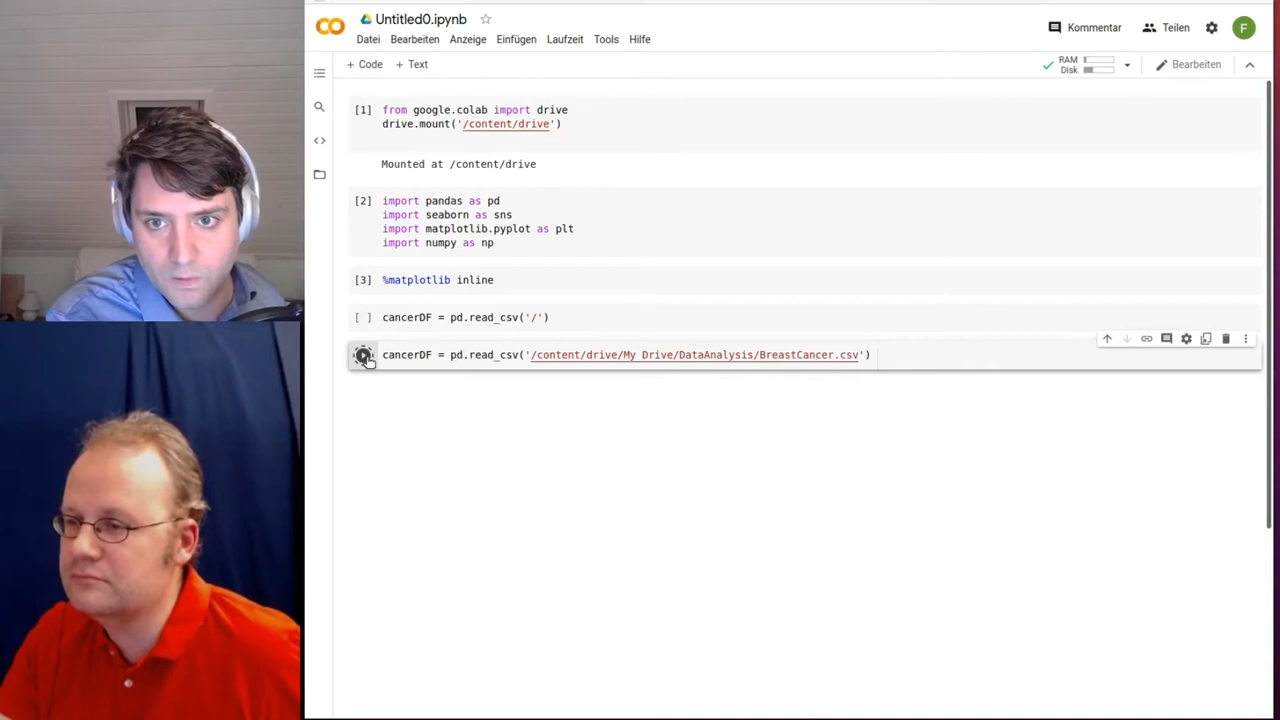 Untitled0.ipynb
Datei Bearbeiten Anzeige Einfügen Laufzeit Tools Hilfe
Kommentar Teilen F
+ Code + Text
RAM
Disk
Bearbeiten
[1] from google.colab import drive
drive.mount('/content/drive')
Mounted at /content/drive
[2] import pandas as pd
import seaborn as sns
import matplotlib.pyplot as plt
import numpy as np
[3] %matplotlib inline
[ ] cancerDF = pd.read_csv('/')
cancerDF = pd.read_csv('/content/drive/My Drive/DataAnalysis/BreastCancer.csv')